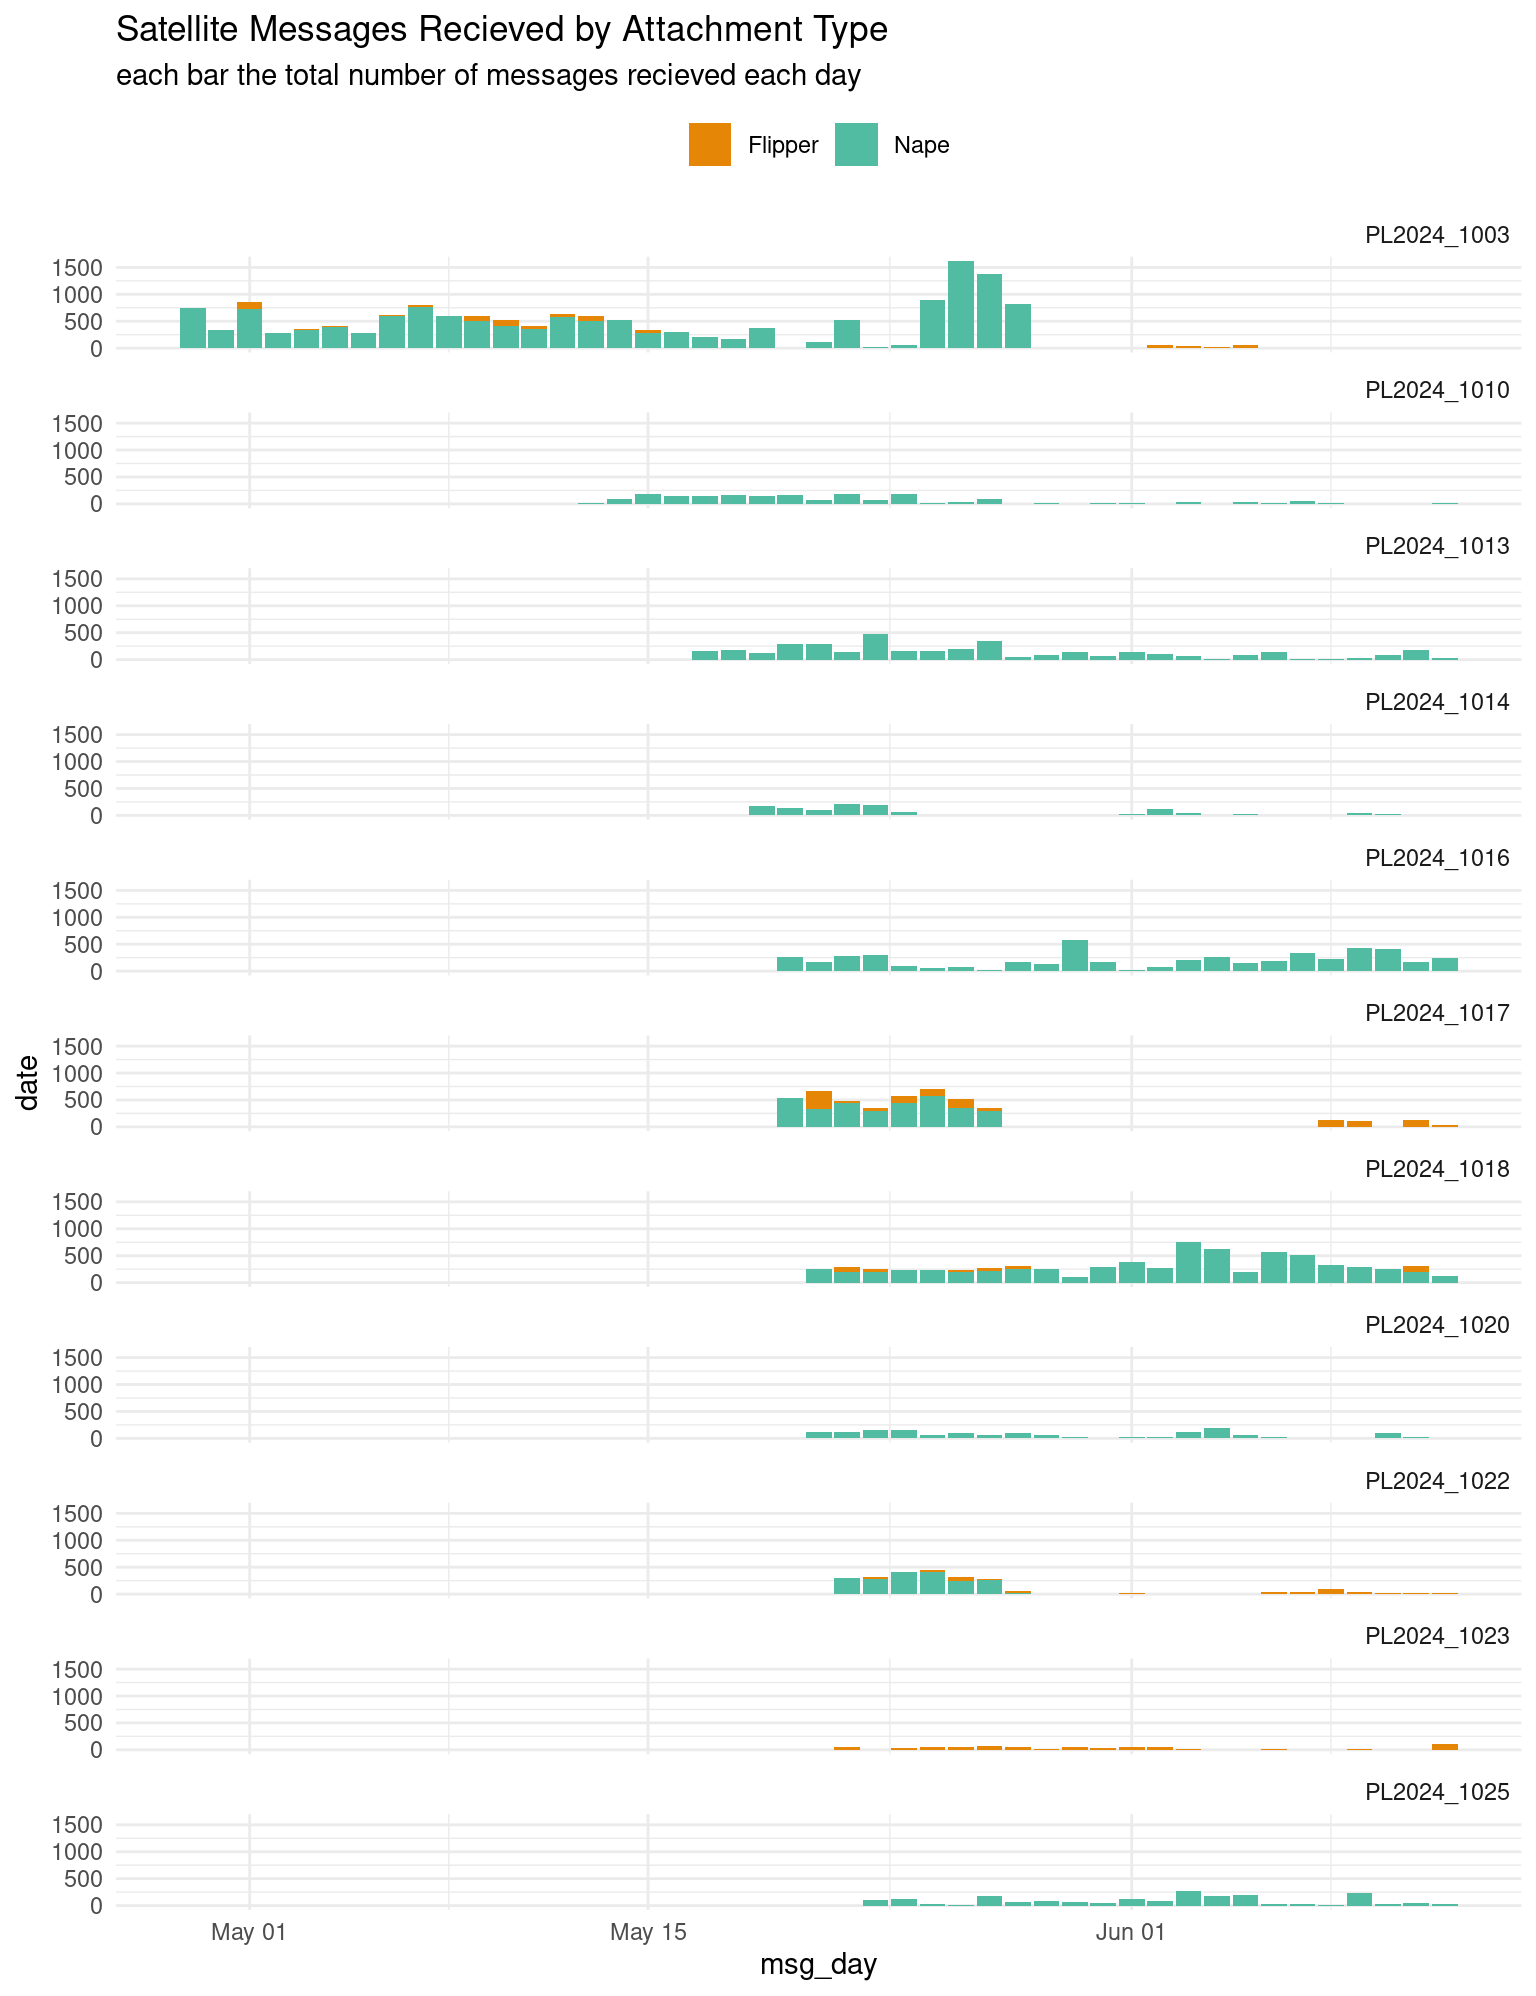 Satellite Messages Recieved by Attachment Type
each bar the total number of messages recieved each day
Flipper Nape
PL2024_1003
1500
1000
500
0
PL2024_1010
1500
1000
500
0
PL2024_1013
1500
1000
500
0
PL2024_1014
1500
1000
500
0
PL2024_1016
1500
1000
500
0
PL2024_1017
1500
1000
500
0
date
PL2024_1018
1500
1000
500
0
PL2024_1020
1500
1000
500
0
PL2024_1022
1500
1000
500
0
PL2024_1023
1500
1000
500
0
PL2024_1025
1500
1000
500
0
May 01 May 15 Jun 01
msg_day